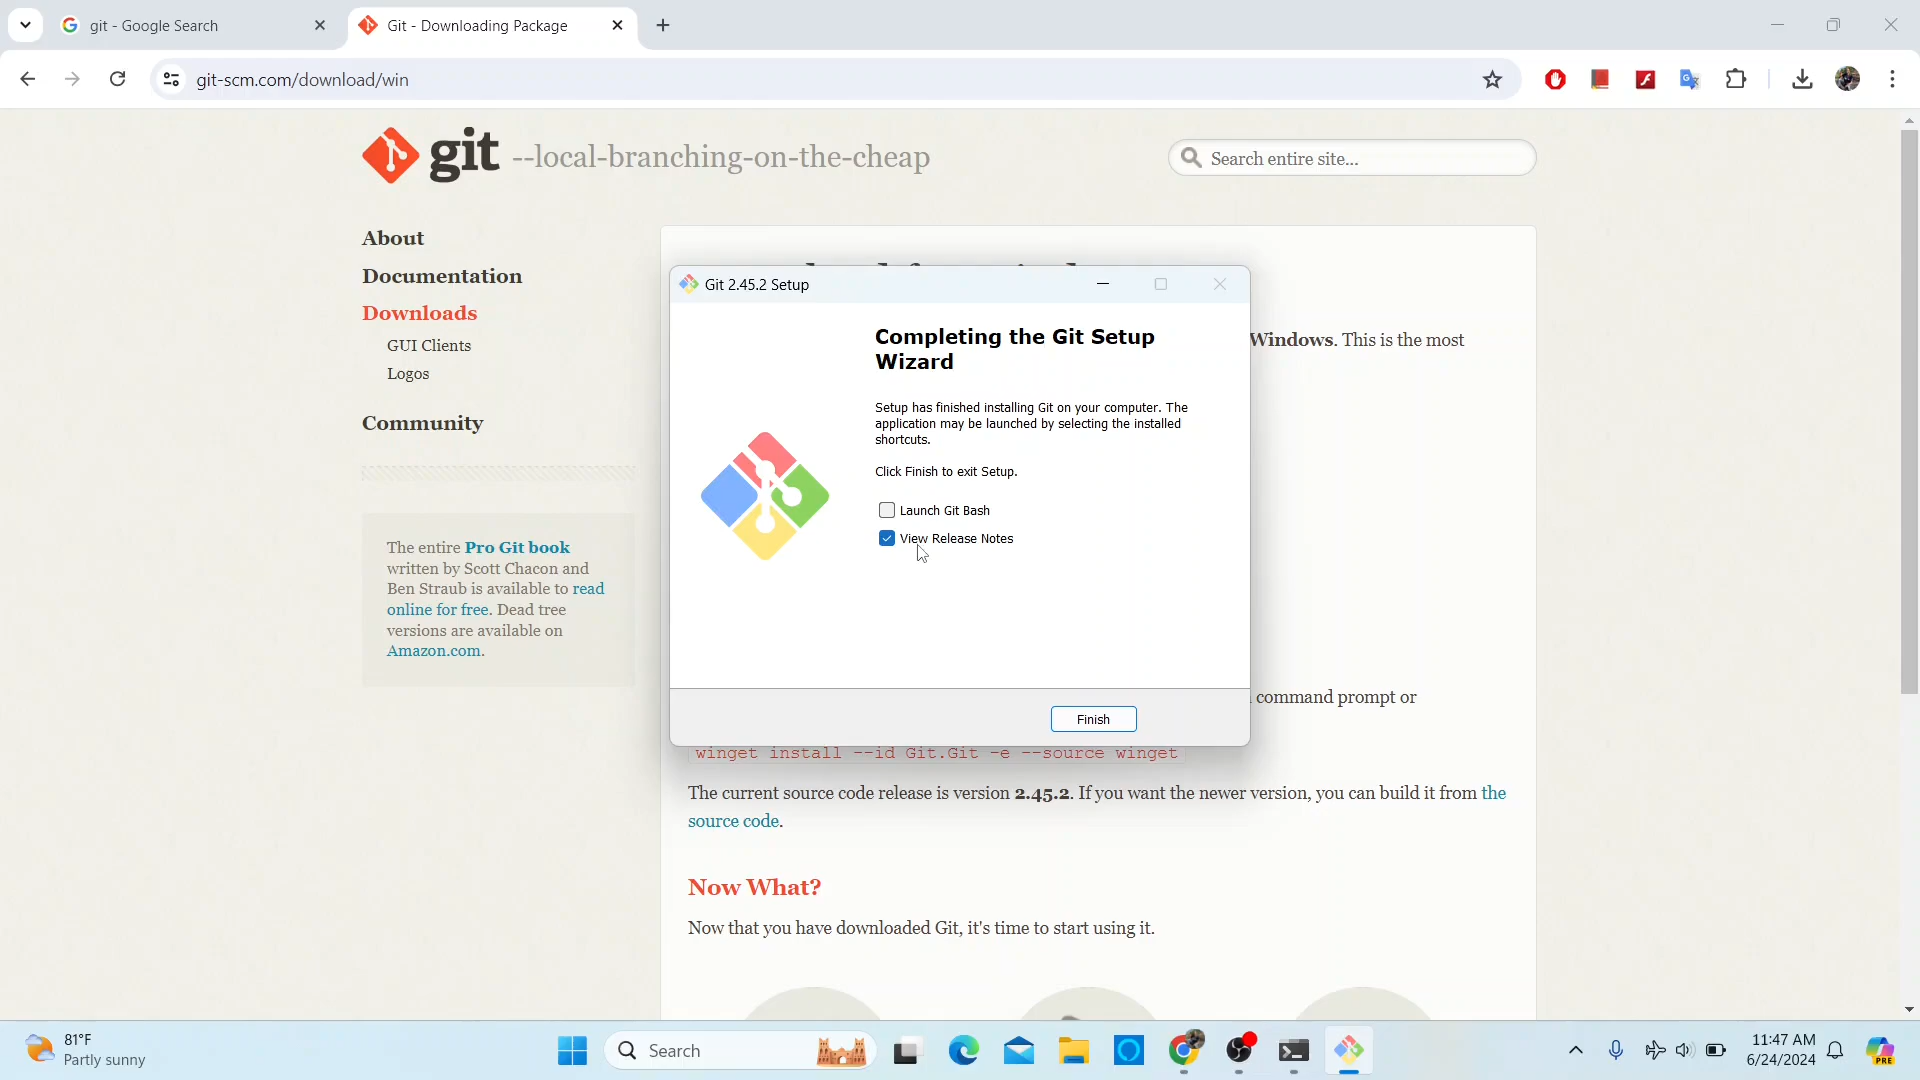 git - Google Search
Git - Downloading Package
git-scm.com/download/win
git --local-branching-on-the-cheap
Search entire site...
About
Documentation
Downloads
GUI Clients
Logos
Community
The entire Pro Git book
written by Scott Chacon and
Ben Straub is available to read
online for free. Dead tree
versions are available on
Amazon.com.
Git 2.45.2 Setup
Completing the Git Setup
Wizard
Setup has finished installing Git on your computer. The
application may be launched by selecting the installed
shortcuts.
Click Finish to exit Setup.
Launch Git Bash
View Release Notes
Finish
Windows. This is the most
command prompt or
winget install --id Git.Git -e --source winget
The current source code release is version 2.45.2. If you want the newer version, you can build it from the
source code.
Now What?
Now that you have downloaded Git, it's time to start using it.
81°F
Partly sunny
Search
11:47 AM
6/24/2024
PRE